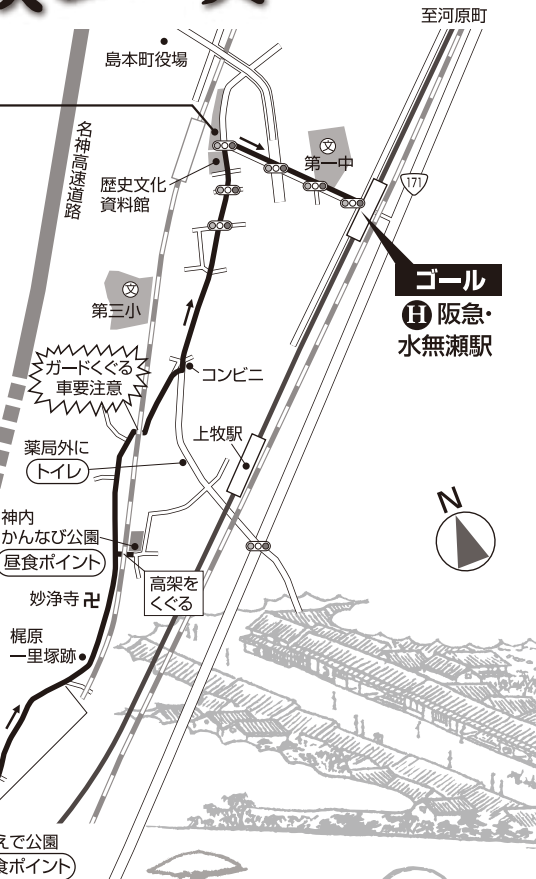 至河原町
島本町役場
名神高速道路
文
第一中
歴史文化
資料館
171
ゴール
H 阪急・
水無瀬駅
文
第三小
ガードくぐる
車要注意
コンビニ
上牧駅
薬局外に
トイレ
N
神内
かんなび公園
昼食ポイント
高架を
くぐる
妙浄寺卍
梶原
一里塚跡
えで公園
食ポイント